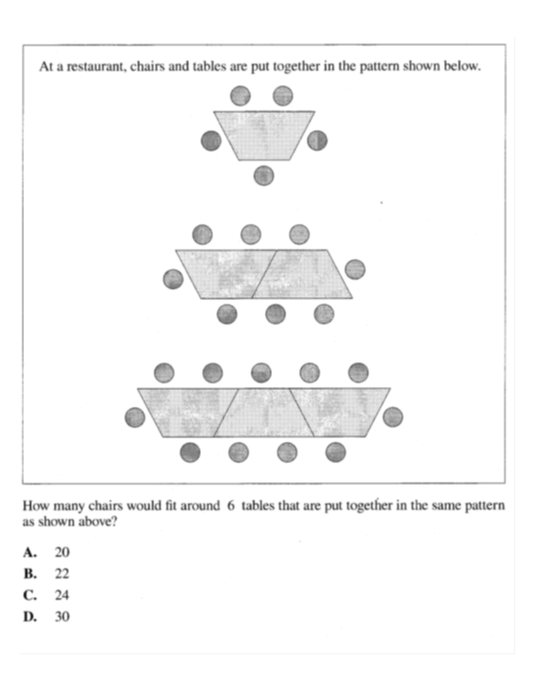 At a restaurant, chairs and tables are put together in the pattern shown below.
How many chairs would fit around 6 tables that are put together in the same pattern
as shown above?
A. 20
B. 22
C. 24
D. 30